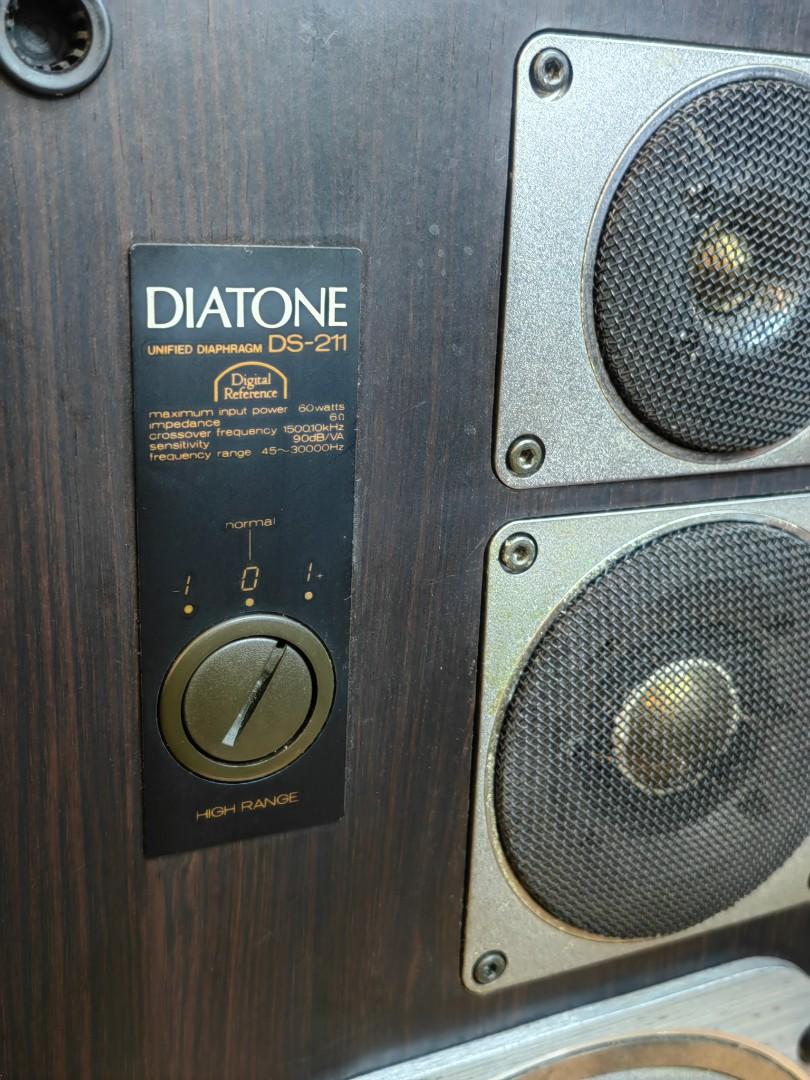 DIATONE
UNIFIED DIAPHRAGM DS-211
Digital
Reference
maximum input power 60watts
impedance 6Ω
crossover frequency 1500,10kHz
sensitivity 90dB/VA
frequency range 45~30000Hz
normal
-1 0 1+
HIGH RANGE